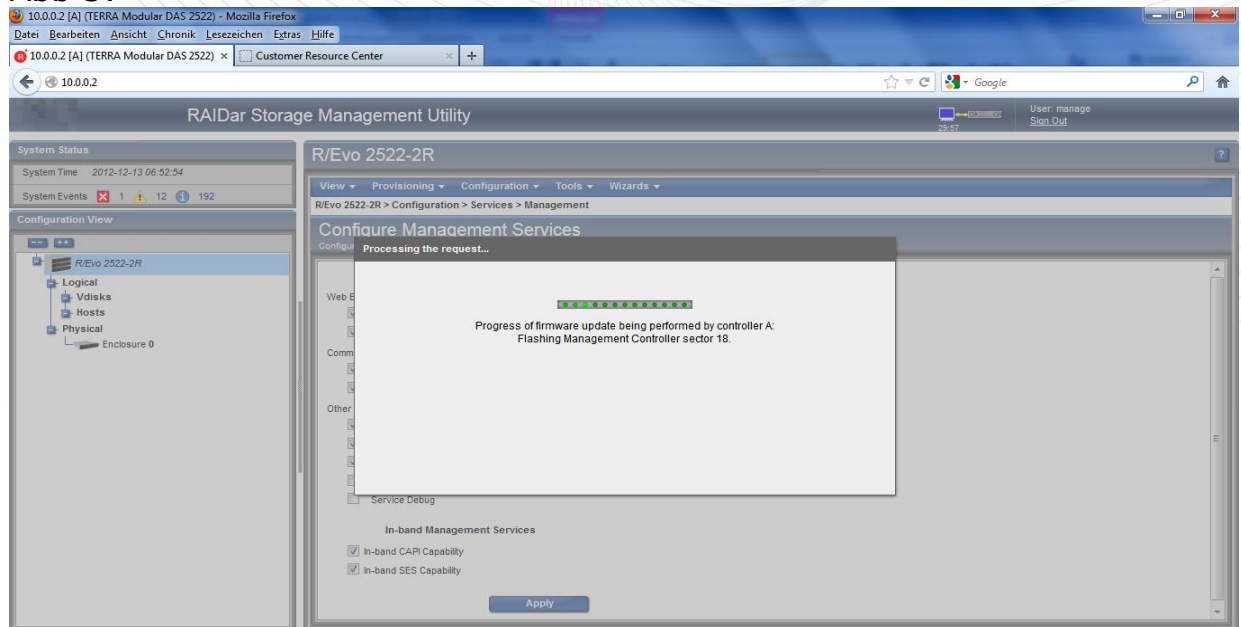 10.0.0.2 [A] (TERRA Modular DAS 2522) - Mozilla Firefox
Datei Bearbeiten Ansicht Chronik Lesezeichen Extras Hilfe
10.0.0.2 [A] (TERRA Modular DAS 2522) × Customer Resource Center × +
10.0.0.2 Google
RAIDar Storage Management Utility
29:57
User: manage
Sign Out
System Status
System Time 2012-12-13 06:52:54
System Events 1 12 192
Configuration View
R/Evo 2522-2R
Logical
Vdisks
Hosts
Physical
Enclosure 0
R/Evo 2522-2R ?
View Provisioning Configuration Tools Wizards
R/Evo 2522-2R > Configuration > Services > Management
Configure Management Services
Configu
Processing the request...
Progress of firmware update being performed by controller A:
Flashing Management Controller sector 18.
Web B
Comm
Other
Service Debug
In-band Management Services
In-band CAPI Capability
In-band SES Capability
Apply